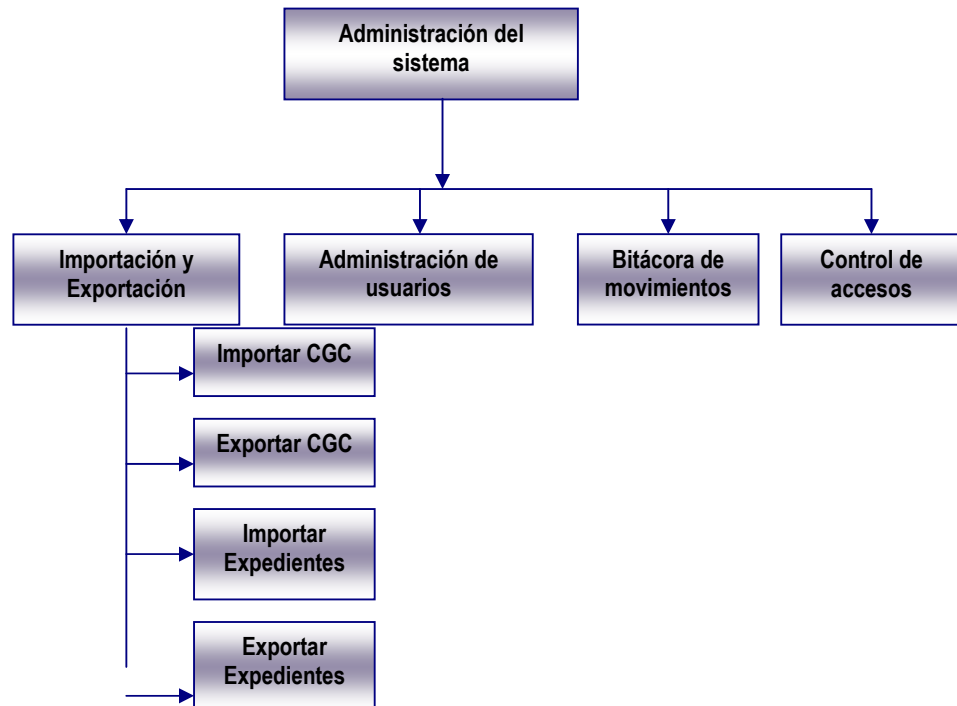 Administración del
sistema
Importación y
Exportación
Administración de
usuarios
Bitácora de
movimientos
Control de
accesos
Importar CGC
Exportar CGC
Importar
Expedientes
Exportar
Expedientes